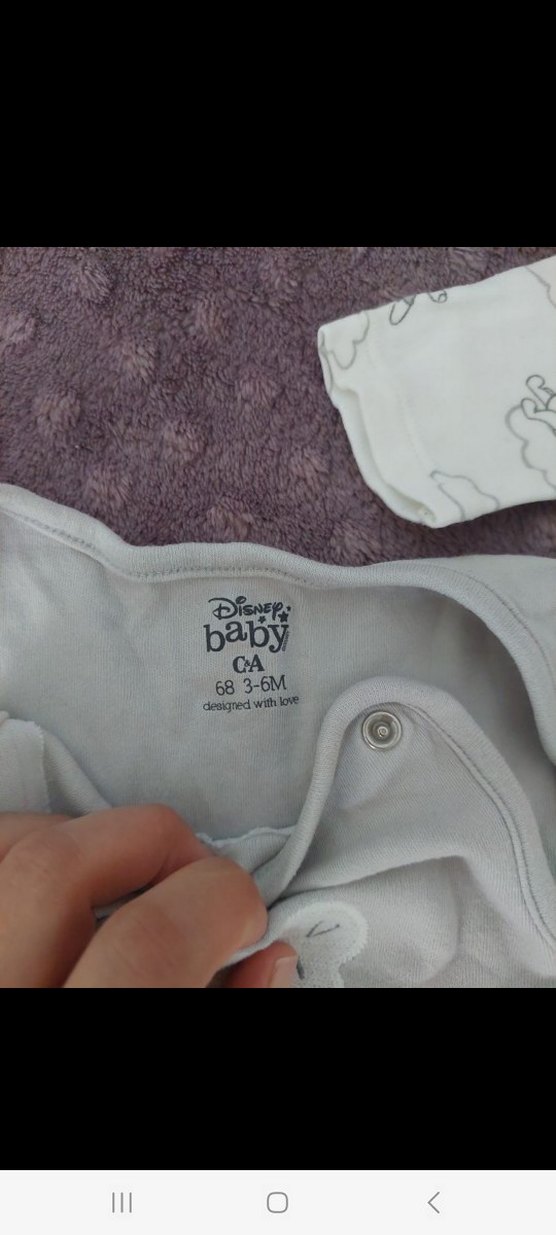 Disney
baby
C&A
68 3-6M
designed with love